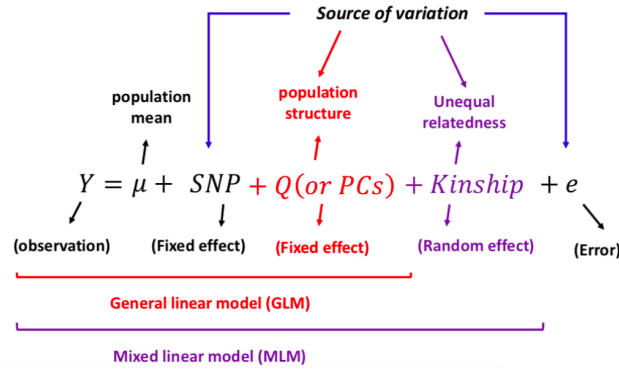 Source of variation
population
mean
population
structure
Unequal
relatedness
Y = μ + SNP + Q(or PCs) + Kinship + e
(observation) (Fixed effect) (Fixed effect) (Random effect) (Error)
General linear model (GLM)
Mixed linear model (MLM)